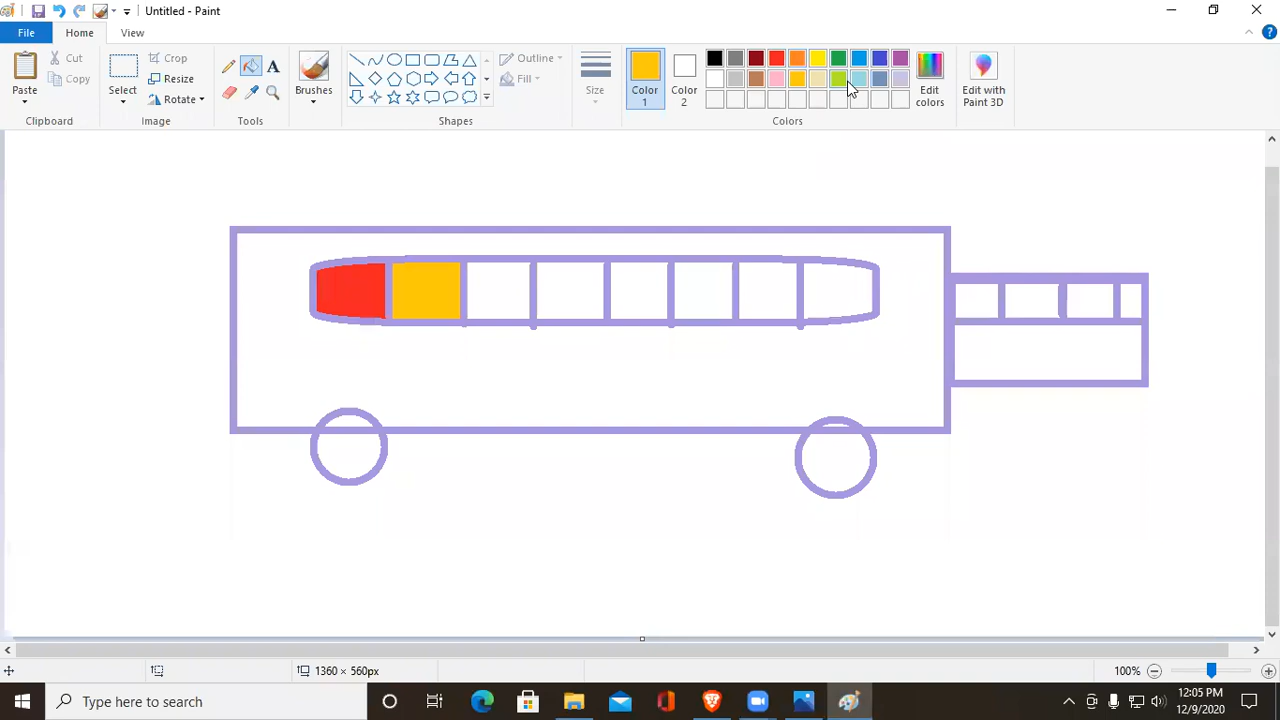 Untitled - Paint
File
Home
View
Paste
Cut
Copy
Clipboard
Select
Crop
Resize
Rotate
Image
A
Tools
Brushes
Outline
Fill
Shapes
Size
Color
1
Color
2
Colors
Edit
colors
Edit with
Paint 3D
1360 × 560px
100%
Type here to search
12:05 PM
12/9/2020